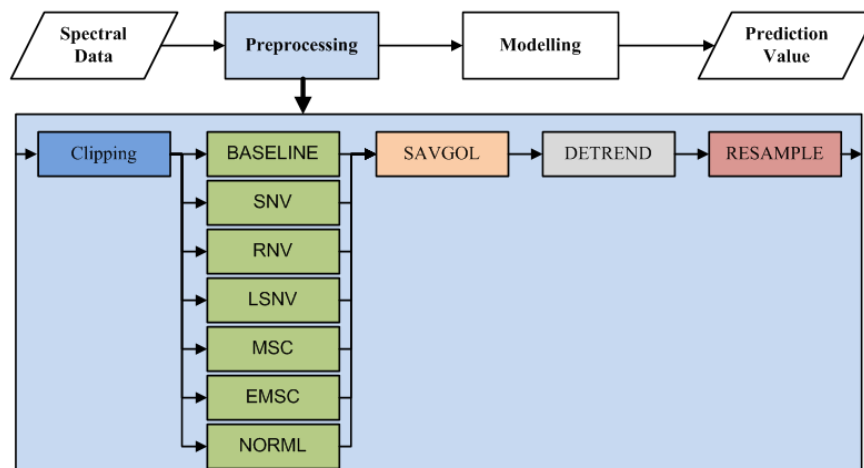 Spectral
Data
Preprocessing
Modelling
Prediction
Value
Clipping
BASELINE
SAVGOL
DETREND
RESAMPLE
SNV
RNV
LSNV
MSC
EMSC
NORML